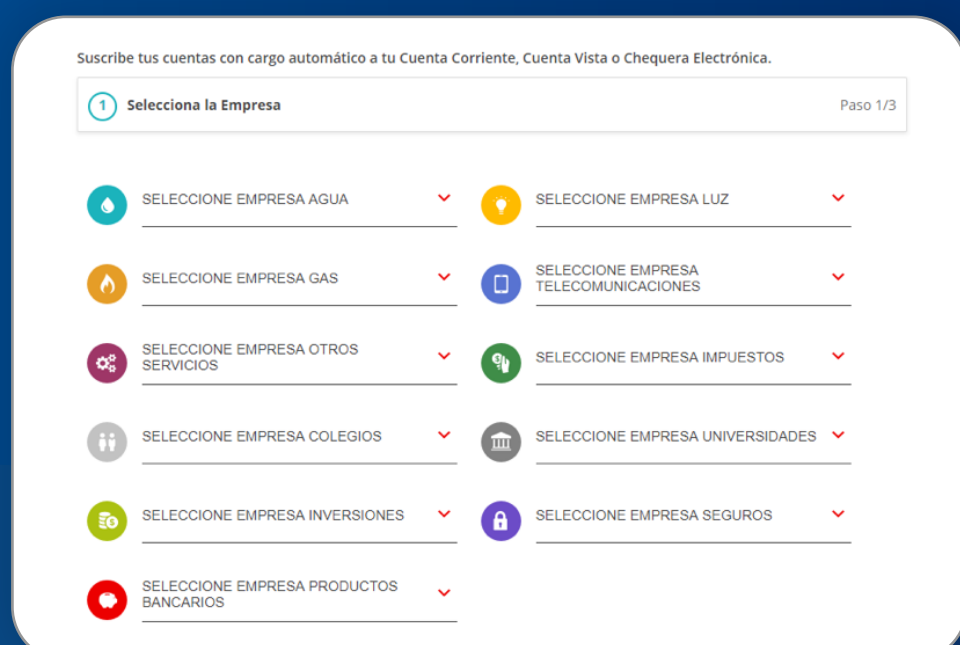 Suscribe tus cuentas con cargo automático a tu Cuenta Corriente, Cuenta Vista o Chequera Electrónica.
1 Selecciona la Empresa Paso 1/3
SELECCIONE EMPRESA AGUA
SELECCIONE EMPRESA LUZ
SELECCIONE EMPRESA GAS
SELECCIONE EMPRESA
TELECOMUNICACIONES
SELECCIONE EMPRESA OTROS
SERVICIOS
SELECCIONE EMPRESA IMPUESTOS
SELECCIONE EMPRESA COLEGIOS
SELECCIONE EMPRESA UNIVERSIDADES
SELECCIONE EMPRESA INVERSIONES
SELECCIONE EMPRESA SEGUROS
SELECCIONE EMPRESA PRODUCTOS
BANCARIOS